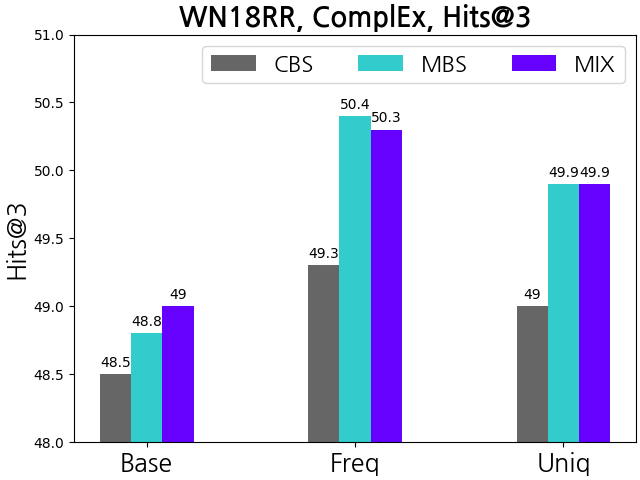 WN18RR, ComplEx, Hits@3
CBS MBS MIX
Hits@3
51.0
50.5
50.0
49.5
49.0
48.5
48.0
48.5 48.8 49
49.3 50.4 50.3
49 49.9 49.9
Base Freq Uniq